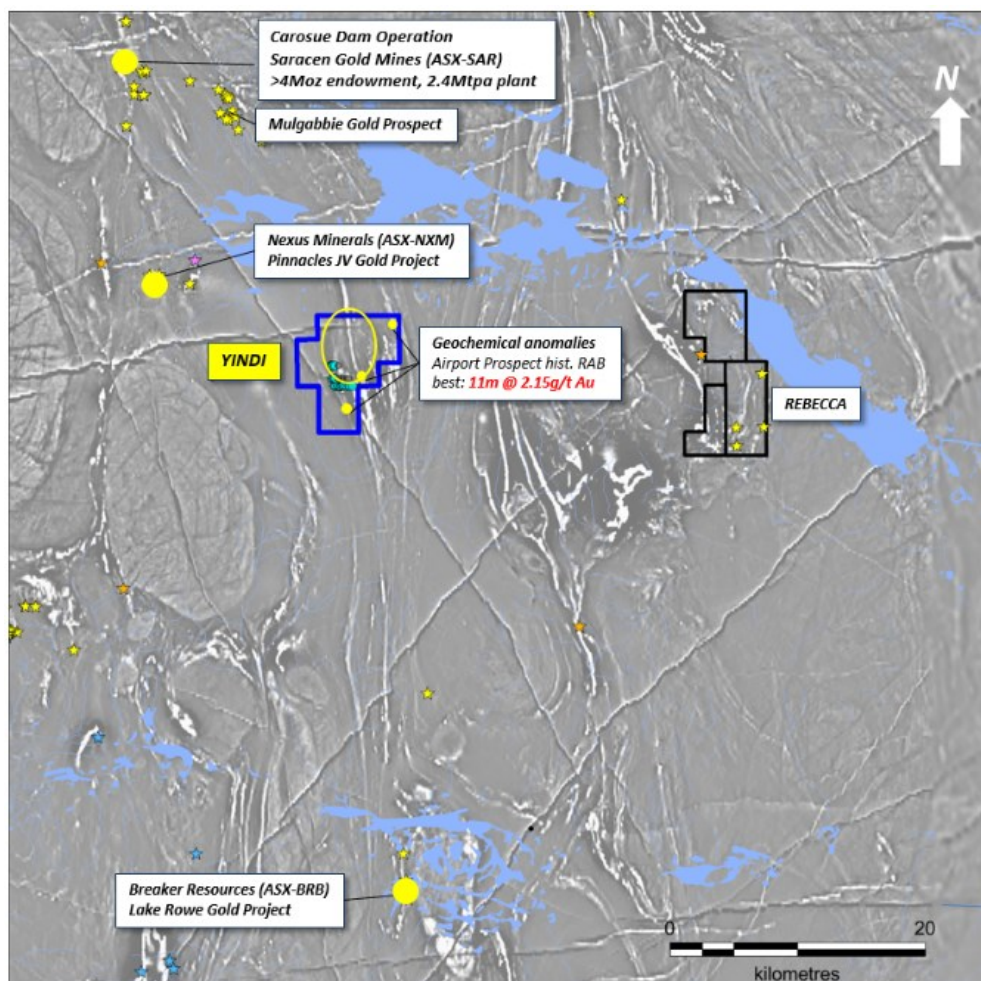 Carosue Dam Operation
Saracen Gold Mines (ASX-SAR)
>4Moz endowment, 2.4Mtpa plant
N
Mulgabbie Gold Prospect
Nexus Minerals (ASX-NXM)
Pinnacles JV Gold Project
YINDI
Geochemical anomalies
Airport Prospect hist. RAB
best: 11m @ 2.15g/t Au
REBECCA
Breaker Resources (ASX-BRB)
Lake Rowe Gold Project
0 20
kilometres